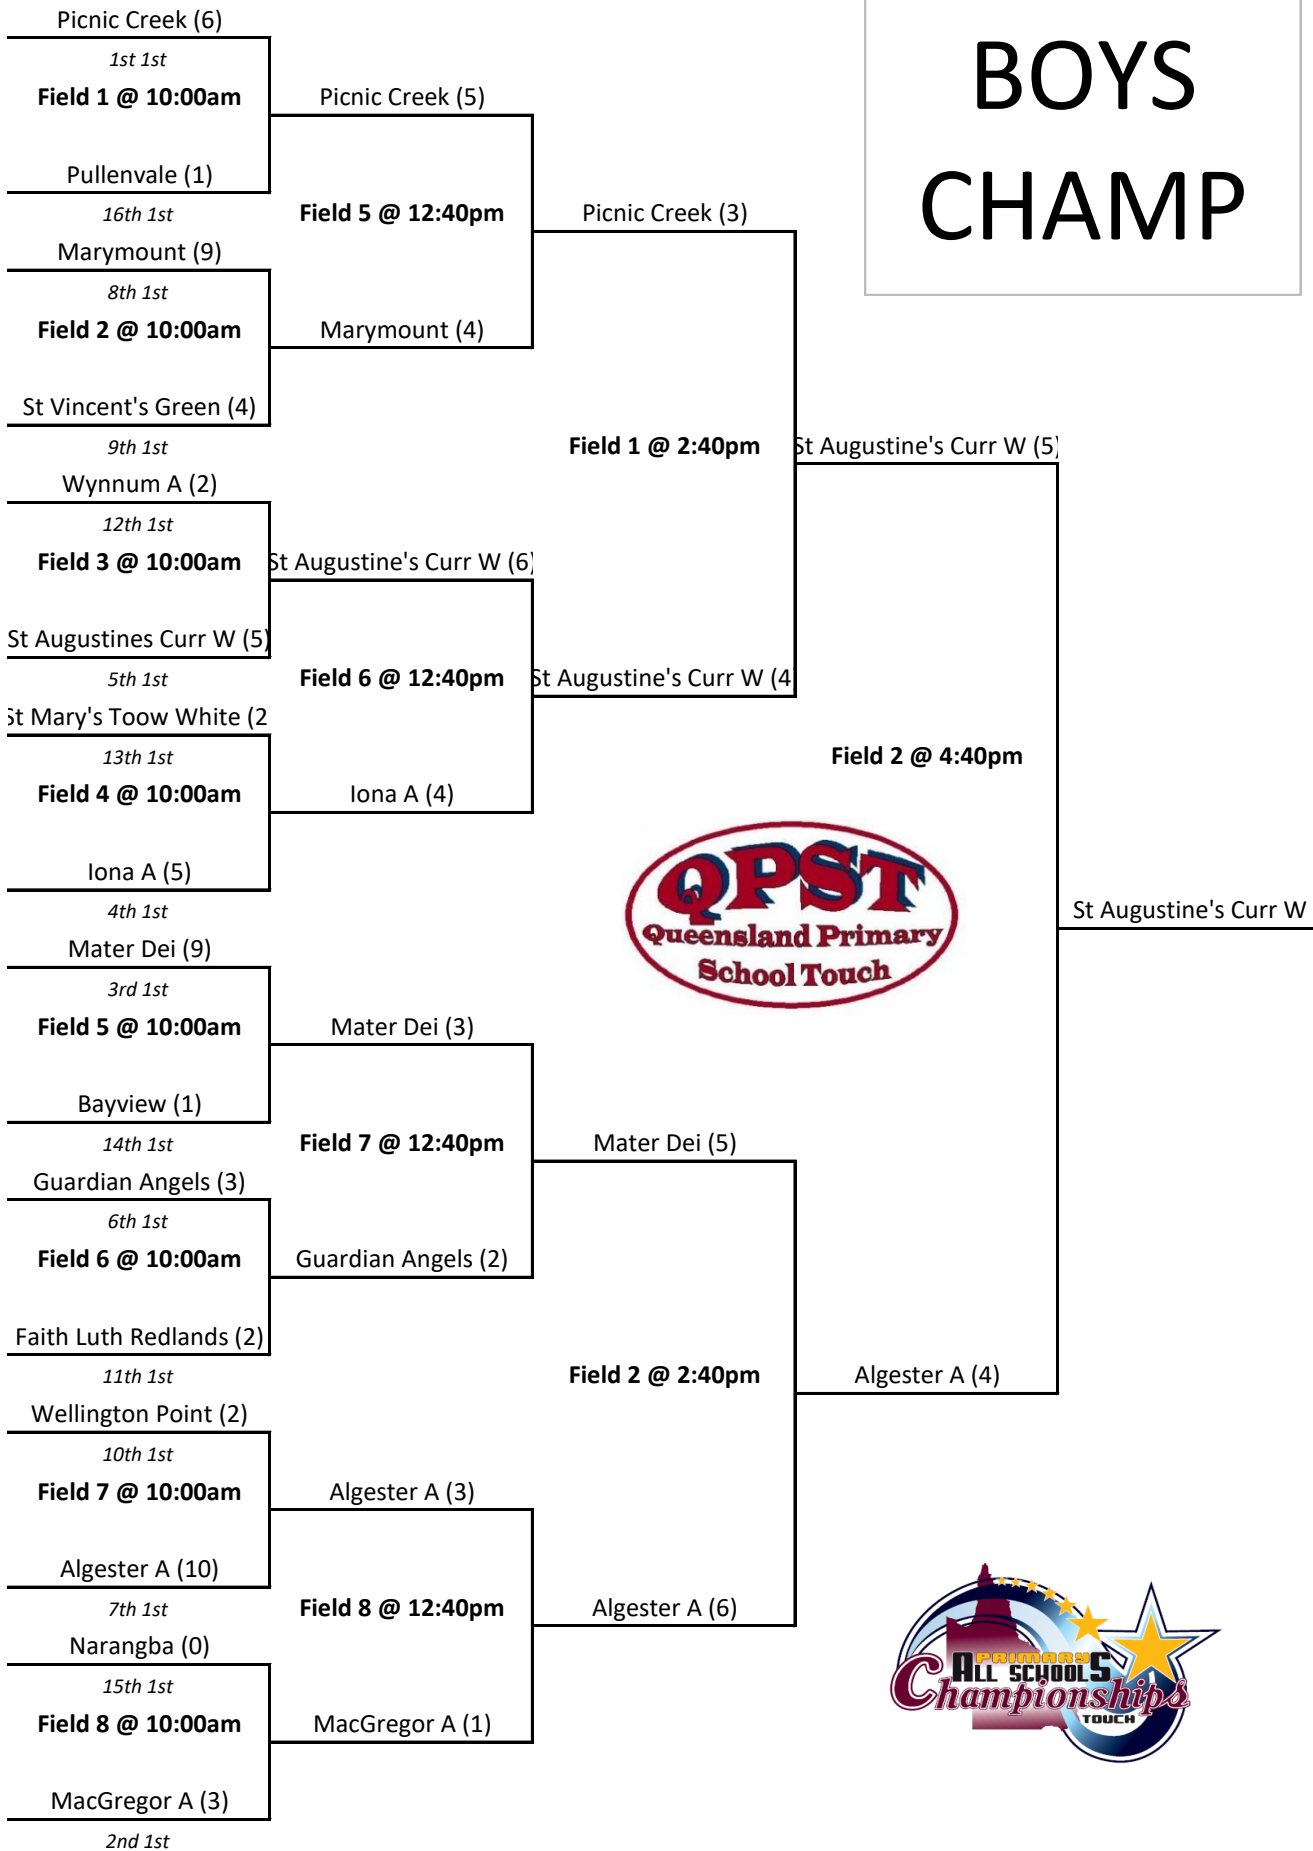 Picnic Creek (6)
1st 1st
Field 1 @ 10:00am
Pullenvale (1)
16th 1st
Marymount (9)
8th 1st
Field 2 @ 10:00am
St Vincent's Green (4)
9th 1st
Wynnum A (2)
12th 1st
Field 3 @ 10:00am
St Augustines Curr W (5)
5th 1st
St Mary's Toow White (2
13th 1st
Field 4 @ 10:00am
Iona A (5)
4th 1st
Mater Dei (9)
3rd 1st
Field 5 @ 10:00am
Bayview (1)
14th 1st
Guardian Angels (3)
6th 1st
Field 6 @ 10:00am
Faith Luth Redlands (2)
11th 1st
Wellington Point (2)
10th 1st
Field 7 @ 10:00am
Algester A (10)
7th 1st
Narangba (0)
15th 1st
Field 8 @ 10:00am
MacGregor A (3)
2nd 1st
Picnic Creek (5)
Field 5 @ 12:40pm
Marymount (4)
St Augustine's Curr W (6)
Field 6 @ 12:40pm
Iona A (4)
Mater Dei (3)
Field 7 @ 12:40pm
Guardian Angels (2)
Algester A (3)
Field 8 @ 12:40pm
MacGregor A (1)
Picnic Creek (3)
Field 1 @ 2:40pm
St Augustine's Curr W (4
Mater Dei (5)
Field 2 @ 2:40pm
Algester A (6)
St Augustine's Curr W (5)
Field 2 @ 4:40pm
Algester A (4)
St Augustine's Curr W
BOYS
CHAMP
QPST
Queensland Primary
School Touch
PRIMARY
ALL SCHOOLS
Championships
TOUCH